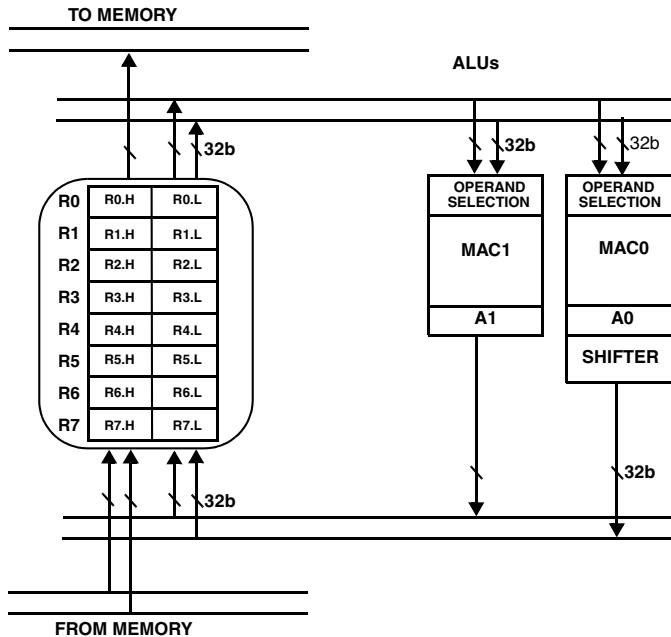 TO MEMORY
ALUs
32b
32b
32b
R0 R0.H R0.L
R1 R1.H R1.L
R2 R2.H R2.L
R3 R3.H R3.L
R4 R4.H R4.L
R5 R5.H R5.L
R6 R6.H R6.L
R7 R7.H R7.L
OPERAND
SELECTION
MAC1
A1
OPERAND
SELECTION
MAC0
A0
SHIFTER
32b
32b
FROM MEMORY